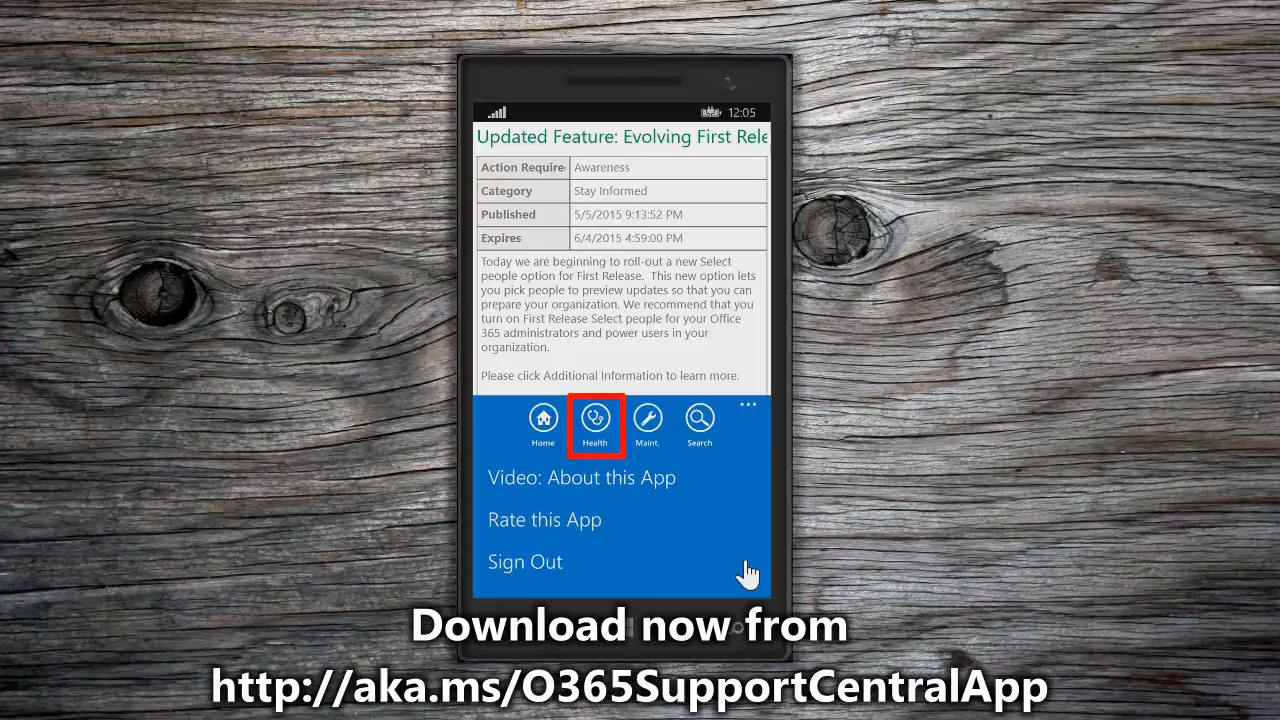 12:05
Updated Feature: Evolving First Rele
Action Require Awareness
Category Stay Informed
Published 5/5/2015 9:13:52 PM
Expires 6/4/2015 4:59:00 PM
Today we are beginning to roll-out a new Select
people option for First Release. This new option lets
you pick people to preview updates so that you can
prepare your organization. We recommend that you
turn on First Release Select people for your Office
365 administrators and power users in your
organization.
Please click Additional Information to learn more.
Home Health Maint. Search
Video: About this App
Rate this App
Sign Out
Download now from
http://aka.ms/O365SupportCentralApp